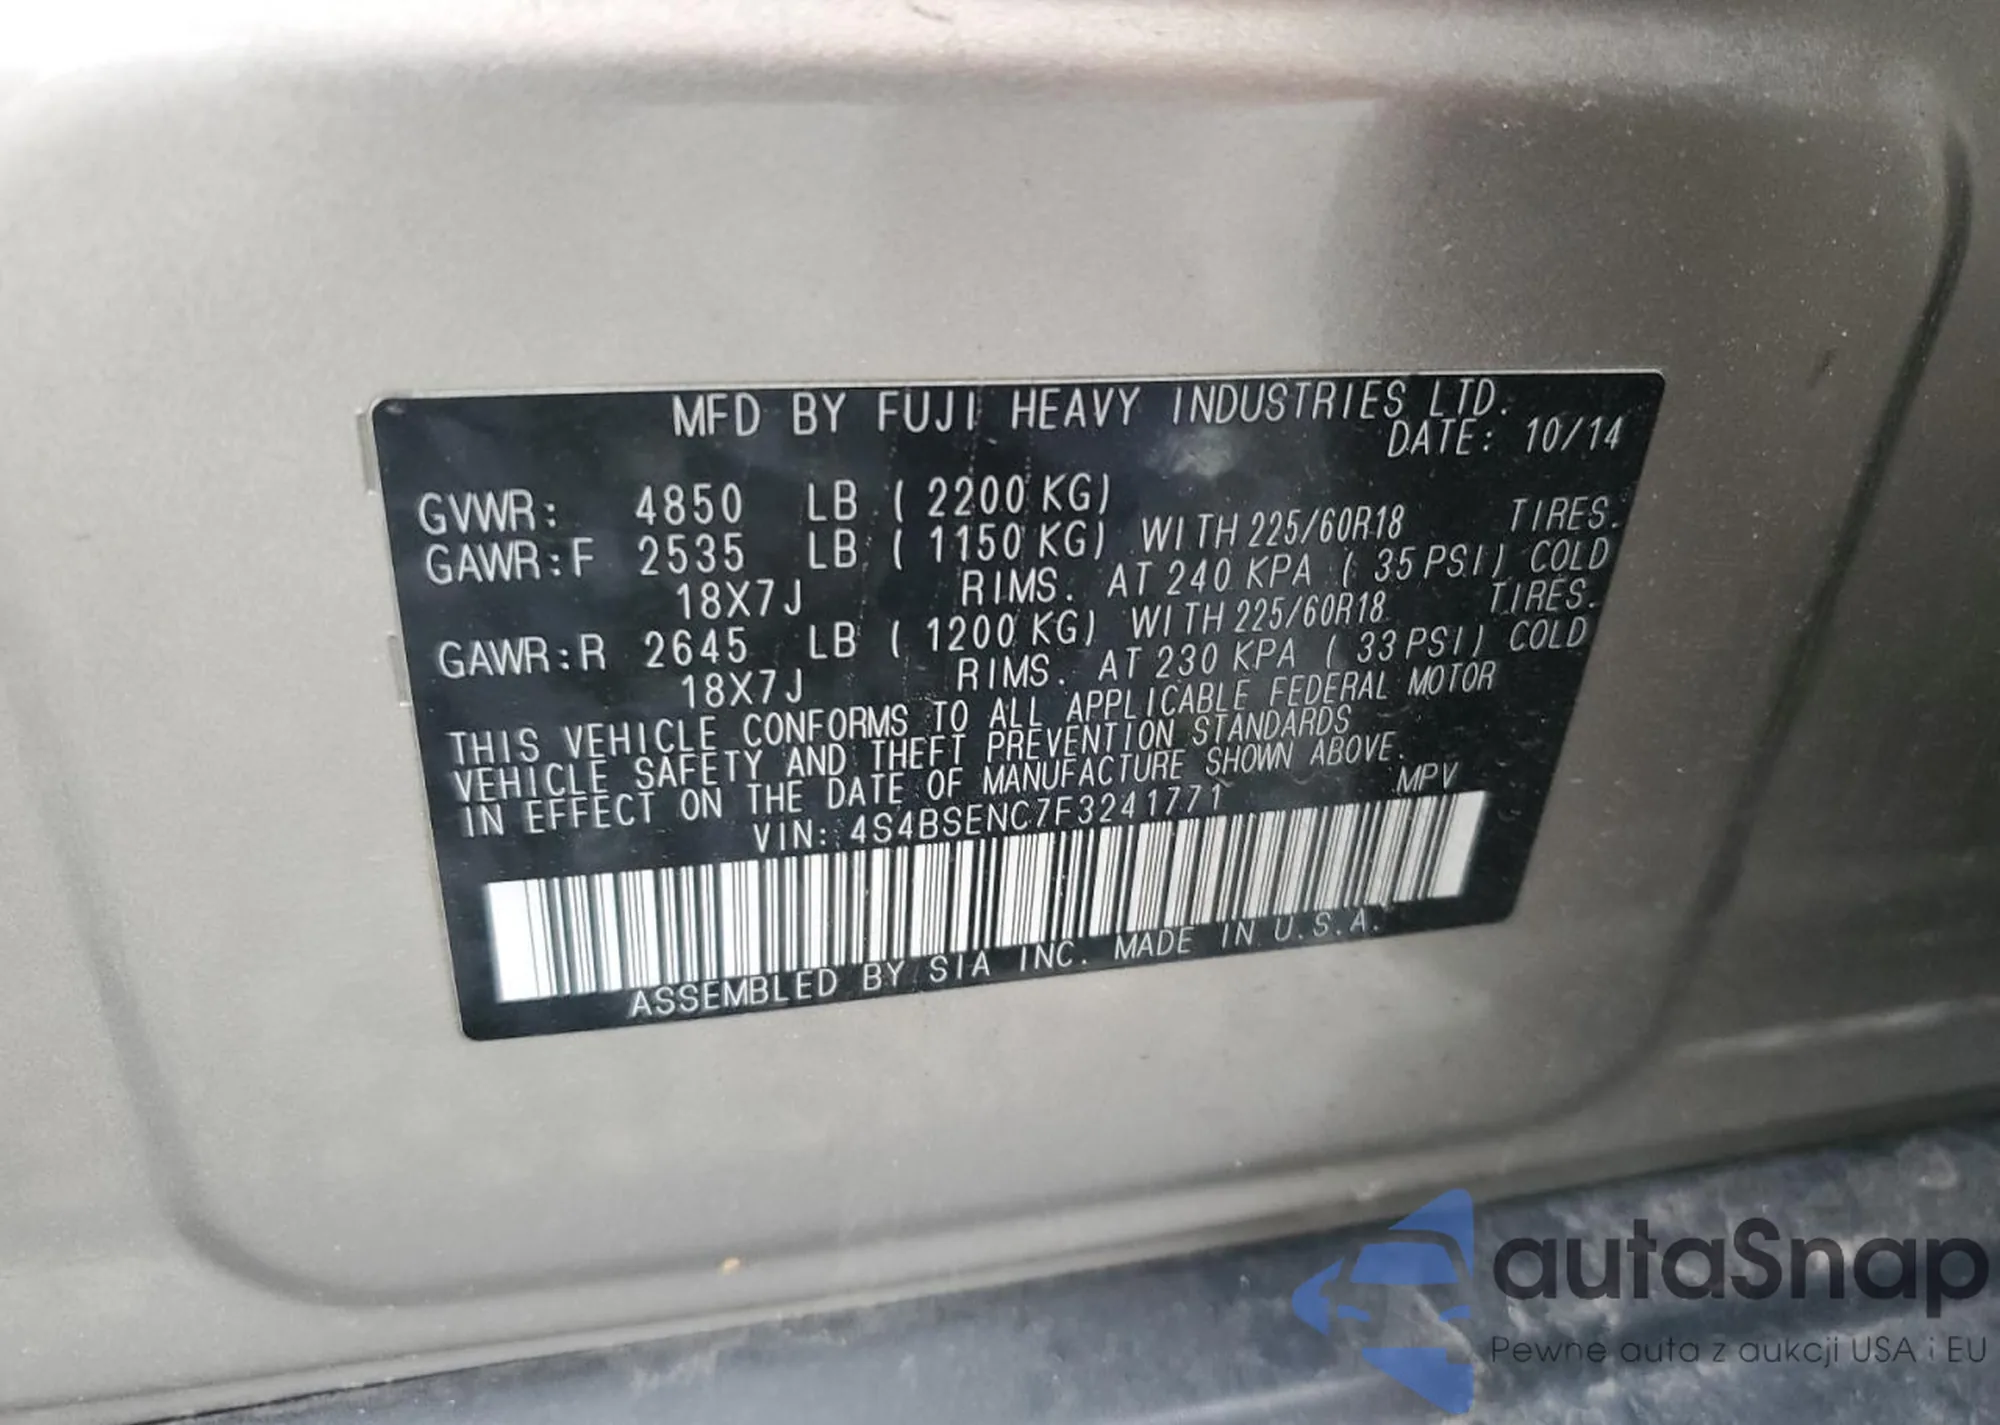 MFD BY FUJI HEAVY INDUSTRIES LTD.
DATE: 10/14
GVWR: 4850 LB ( 2200 KG)
GAWR:F 2535 LB ( 1150 KG) WITH 225/60R18 TIRES.
18X7J RIMS. AT 240 KPA ( 35 PSI) COLD
GAWR:R 2645 LB ( 1200 KG) WITH 225/60R18 TIRES.
18X7J RIMS. AT 230 KPA ( 33 PSI) COLD
THIS VEHICLE CONFORMS TO ALL APPLICABLE FEDERAL MOTOR
VEHICLE SAFETY AND THEFT PREVENTION STANDARDS
IN EFFECT ON THE DATE OF MANUFACTURE SHOWN ABOVE.
VIN: 4S4BSENC7F3241771 MPV
ASSEMBLED BY SIA INC. MADE IN U.S.A.
autaSnap
Pewne auta z aukcji USA i EU